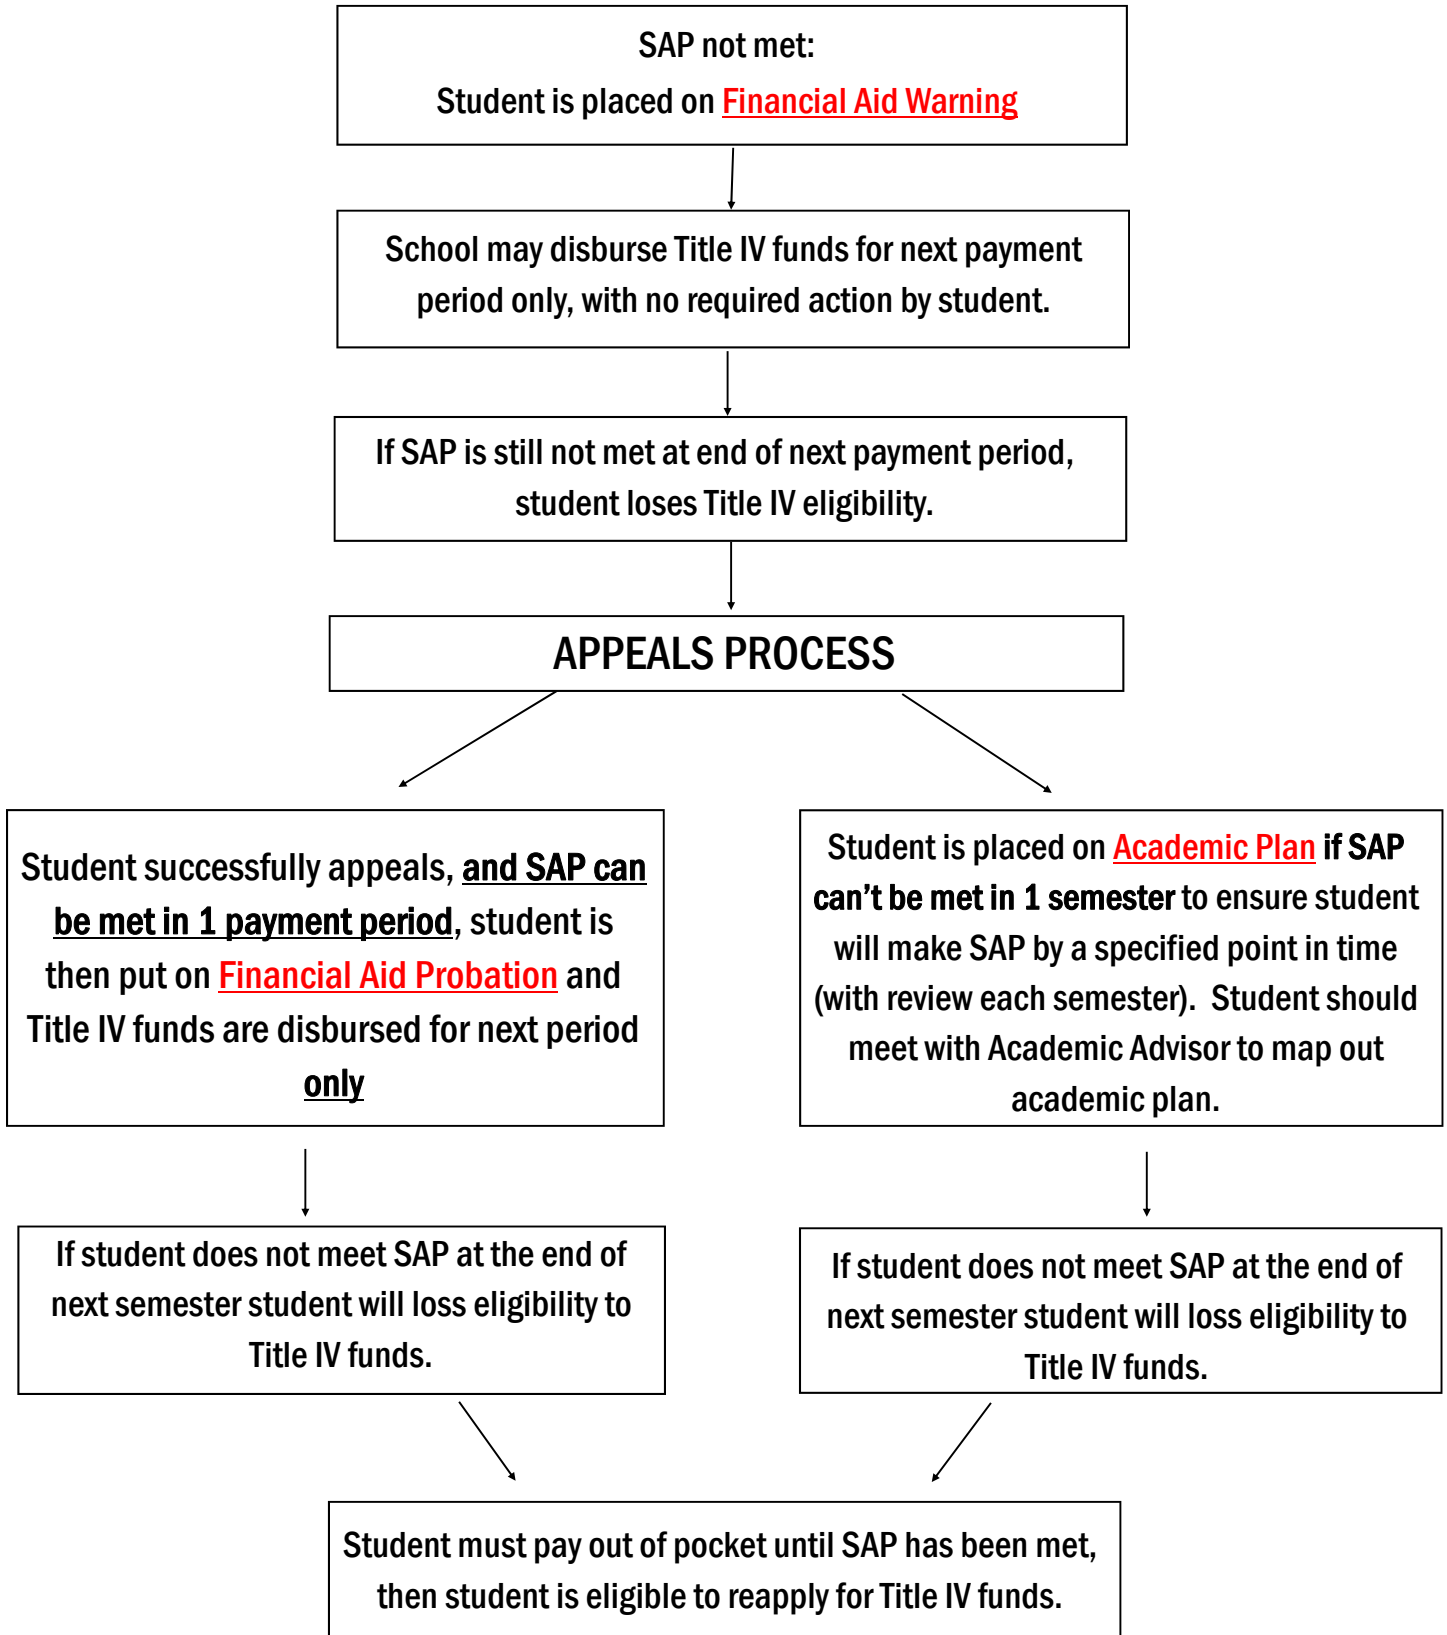 SAP not met:
Student is placed on Financial Aid Warning
School may disburse Title IV funds for next payment
period only, with no required action by student.
If SAP is still not met at end of next payment period,
student loses Title IV eligibility.
APPEALS PROCESS
Student successfully appeals, and SAP can
be met in 1 payment period, student is
then put on Financial Aid Probation and
Title IV funds are disbursed for next period
only
Student is placed on Academic Plan if SAP
can't be met in 1 semester to ensure student
will make SAP by a specified point in time
(with review each semester).  Student should
meet with Academic Advisor to map out
academic plan.
If student does not meet SAP at the end of
next semester student will loss eligibility to
Title IV funds.
If student does not meet SAP at the end of
next semester student will loss eligibility to
Title IV funds.
Student must pay out of pocket until SAP has been met,
then student is eligible to reapply for Title IV funds.